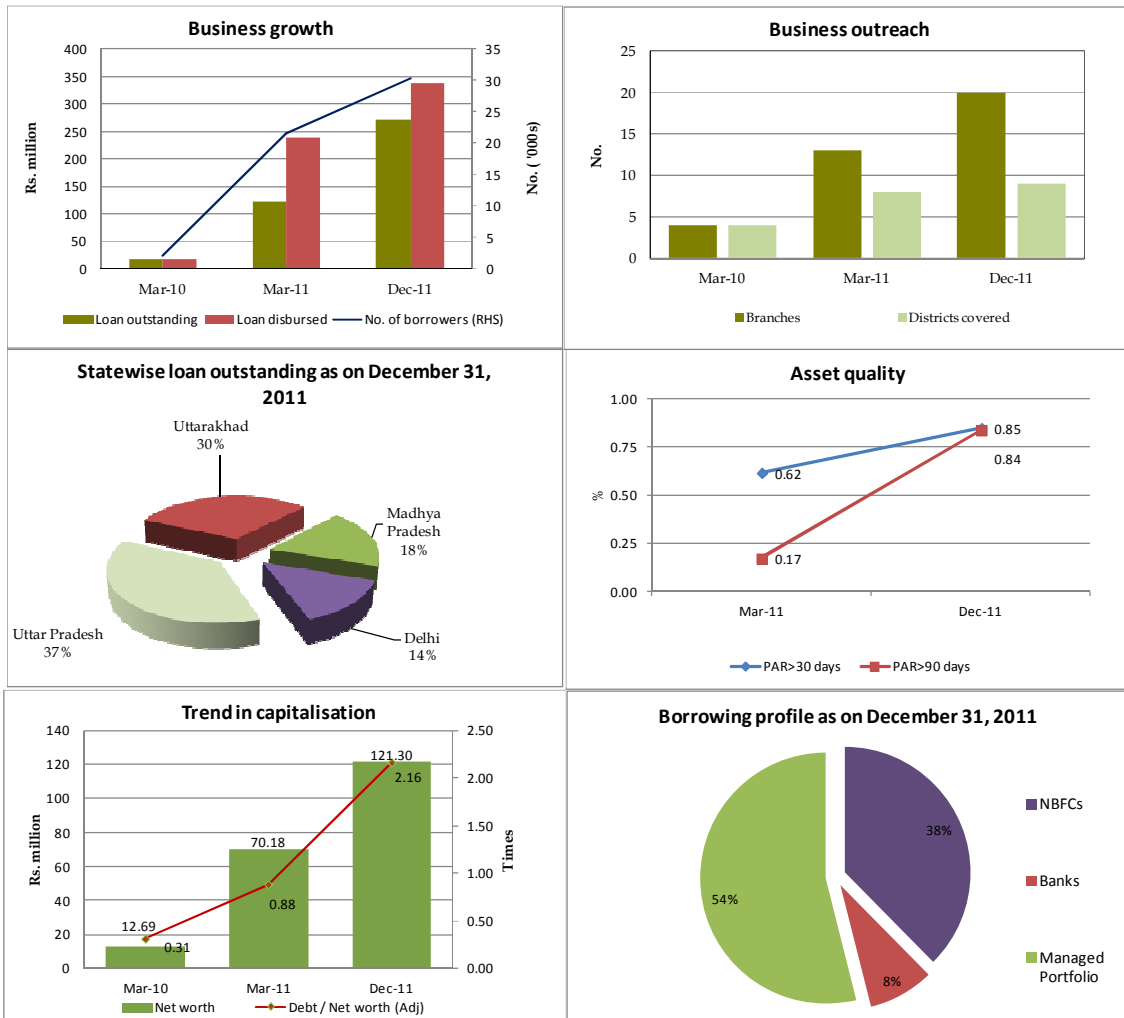 Business growth
400
350
300
250
200
150
100
50
0
Rs. million
35
30
25
20
15
10
5
0
No. ( '000s)
Mar-10 Mar-11 Dec-11
Loan outstanding Loan disbursed No. of borrowers (RHS)
Business outreach
25
20
15
10
5
0
No.
Mar-10 Mar-11 Dec-11
Branches Districts covered
Statewise loan outstanding as on December 31,
2011
Uttarakhad
30%
Madhya
Pradesh
18%
Uttar Pradesh
37%
Delhi
14%
Asset quality
1.00
0.75
0.50
0.25
0.00
%
0.85
0.84
0.62
0.17
Mar-11 Dec-11
PAR>30 days PAR>90 days
Trend in capitalisation
140
120
100
80
60
40
20
0
Rs. million
2.50
2.00
1.50
1.00
0.50
0.00
Times
121.30
2.16
70.18
0.88
12.69
0.31
Mar-10 Mar-11 Dec-11
Net worth Debt / Net worth (Adj)
Borrowing profile as on December 31, 2011
38%
54%
8%
NBFCs
Banks
Managed
Portfolio